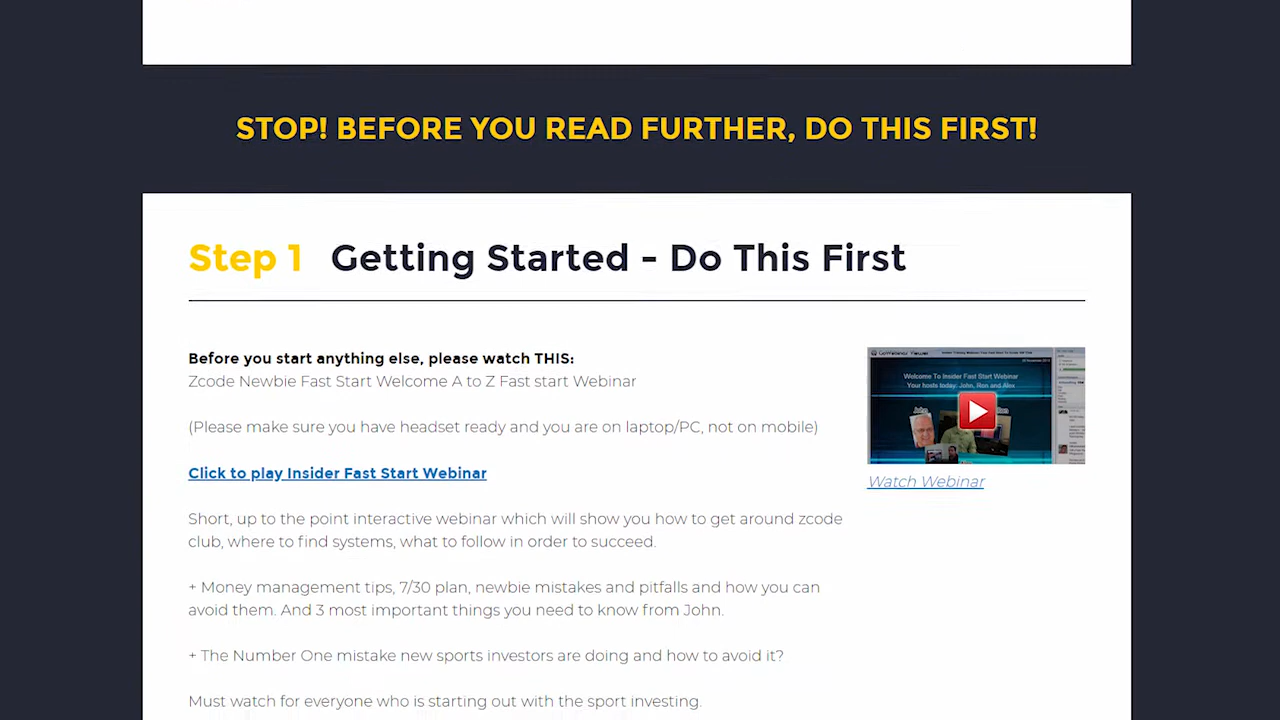 STOP! BEFORE YOU READ FURTHER, DO THIS FIRST!
Step 1 Getting Started - Do This First
Before you start anything else, please watch THIS:
Zcode Newbie Fast Start Welcome A to Z Fast start Webinar
(Please make sure you have headset ready and you are on laptop/PC, not on mobile)
Click to play Insider Fast Start Webinar
Short, up to the point interactive webinar which will show you how to get around zcode
club, where to find systems, what to follow in order to succeed.
+ Money management tips, 7/30 plan, newbie mistakes and pitfalls and how you can
avoid them. And 3 most important things you need to know from John.
+ The Number One mistake new sports investors are doing and how to avoid it?
Must watch for everyone who is starting out with the sport investing.
Welcome To Insider Fast Start Webinar
Your hosts today: John, Ron and Alex
John
Ron
Watch Webinar